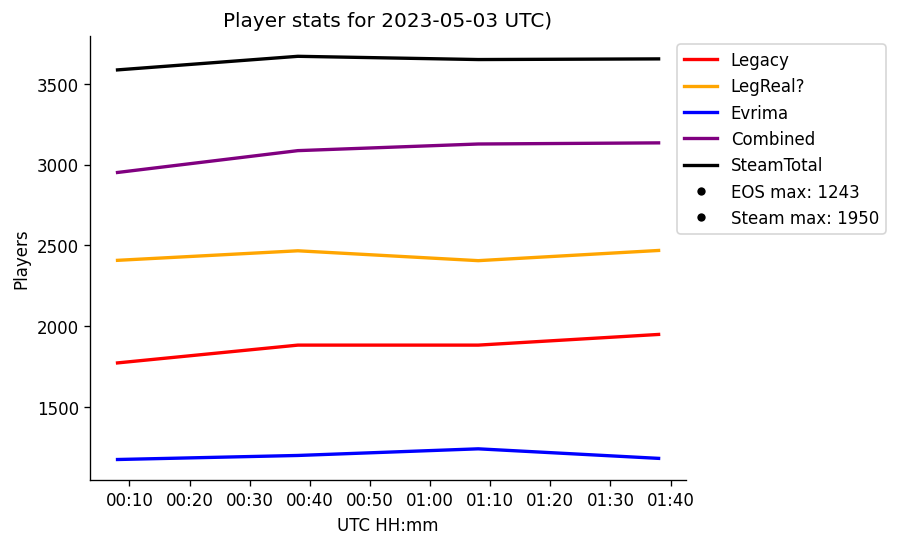 Player stats for 2023-05-03 UTC)
Legacy
LegReal?
Evrima
Combined
SteamTotal
EOS max: 1243
Steam max: 1950
Players
3500
3000
2500
2000
1500
00:10 00:20 00:30 00:40 00:50 01:00 01:10 01:20 01:30 01:40
UTC HH:mm